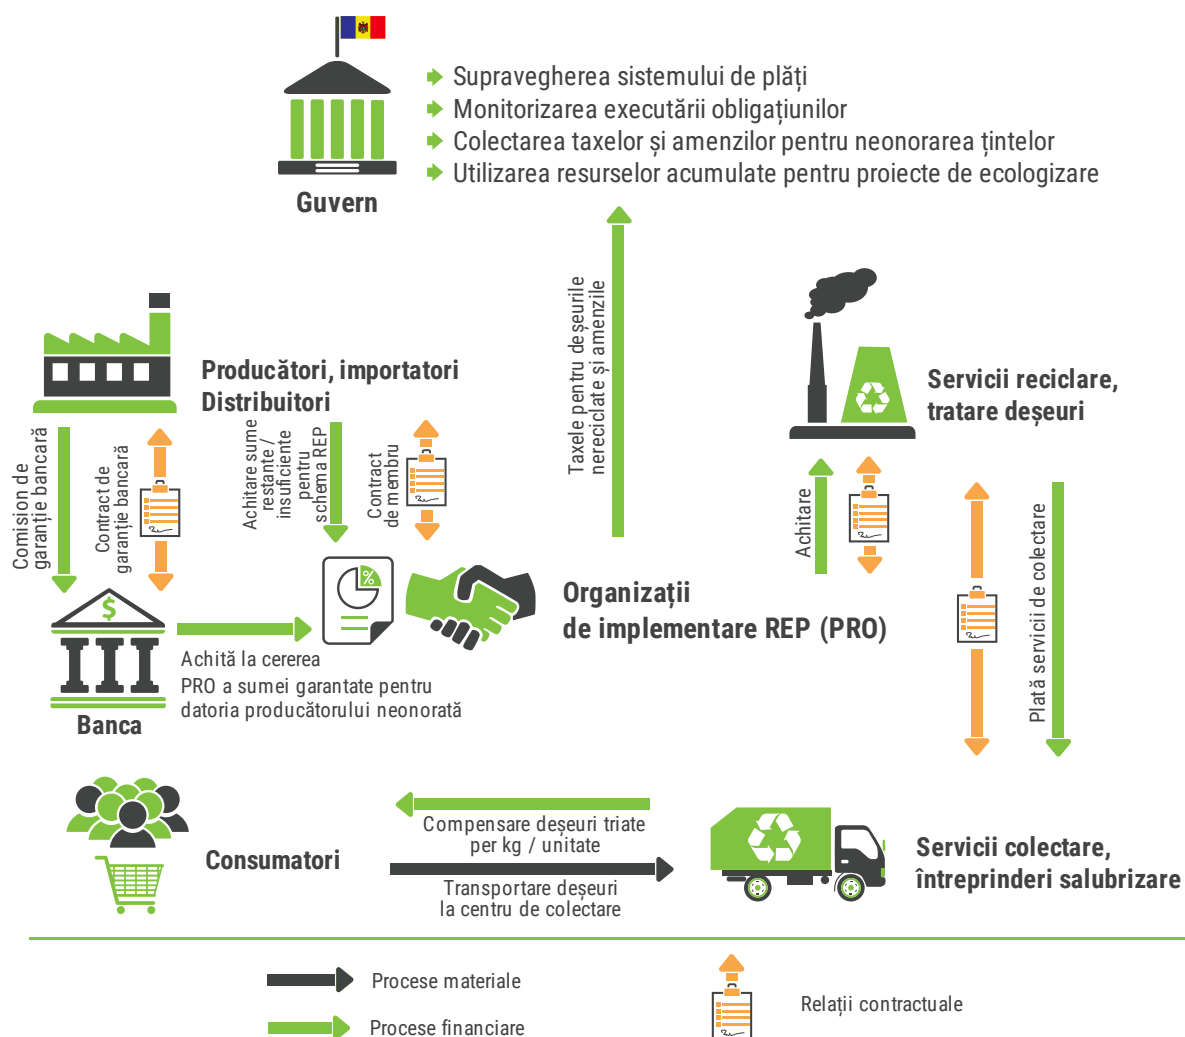 Supravegherea sistemului de plăți
Monitorizarea executării obligațiunilor
Colectarea taxelor și amenzilor pentru neonorarea țintelor
Utilizarea resurselor acumulate pentru proiecte de ecologizare
Guvern
Taxele pentru deșeurile
nereciclate și amenzile
Producători, importatori
Distribuitori
Servicii reciclare,
tratare deșeuri
Comision de
garanție bancară
Contract de
garanție bancară
Achitare sume
restante /
insuficiente
pentru
schema REP
Contract
de membru
Achitare
Plată servicii de colectare
%
$
Organizații
de implementare REP (PRO)
Achită la cererea
PRO a sumei garantate pentru
datoria producătorului neonorată
Banca
Consumatori
Compensare deșeuri triate
per kg / unitate
Transportare deșeuri
la centru de colectare
Servicii colectare,
întreprinderi salubrizare
Procese materiale
Procese financiare
Relații contractuale